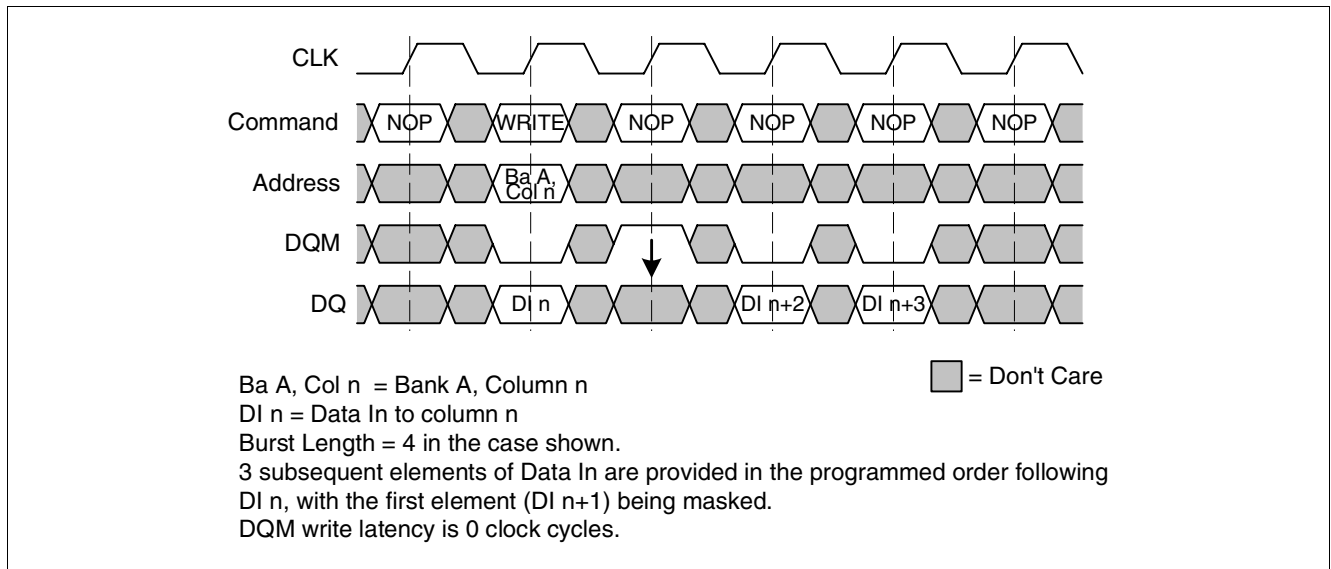 CLK
Command NOP WRITE NOP NOP NOP NOP
Address Ba A,
Col n
DQM
DQ DI n DI n+2 DI n+3
Ba A, Col n = Bank A, Column n
= Don't Care
DI n = Data In to column n
Burst Length = 4 in the case shown.
3 subsequent elements of Data In are provided in the programmed order following
DI n, with the first element (DI n+1) being masked.
DQM write latency is 0 clock cycles.